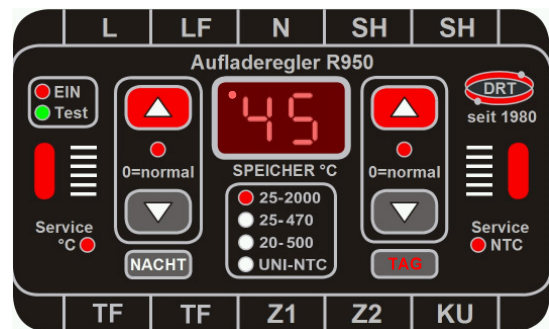 L LF N SH SH
Aufladeregler R950
EIN
Test
45
DRT
seit 1980
0=normal
SPEICHER °C
0=normal
25-2000
25-470
20-500
UNI-NTC
Service
°C
Service
NTC
NACHT
TAG
TF TF Z1 Z2 KU